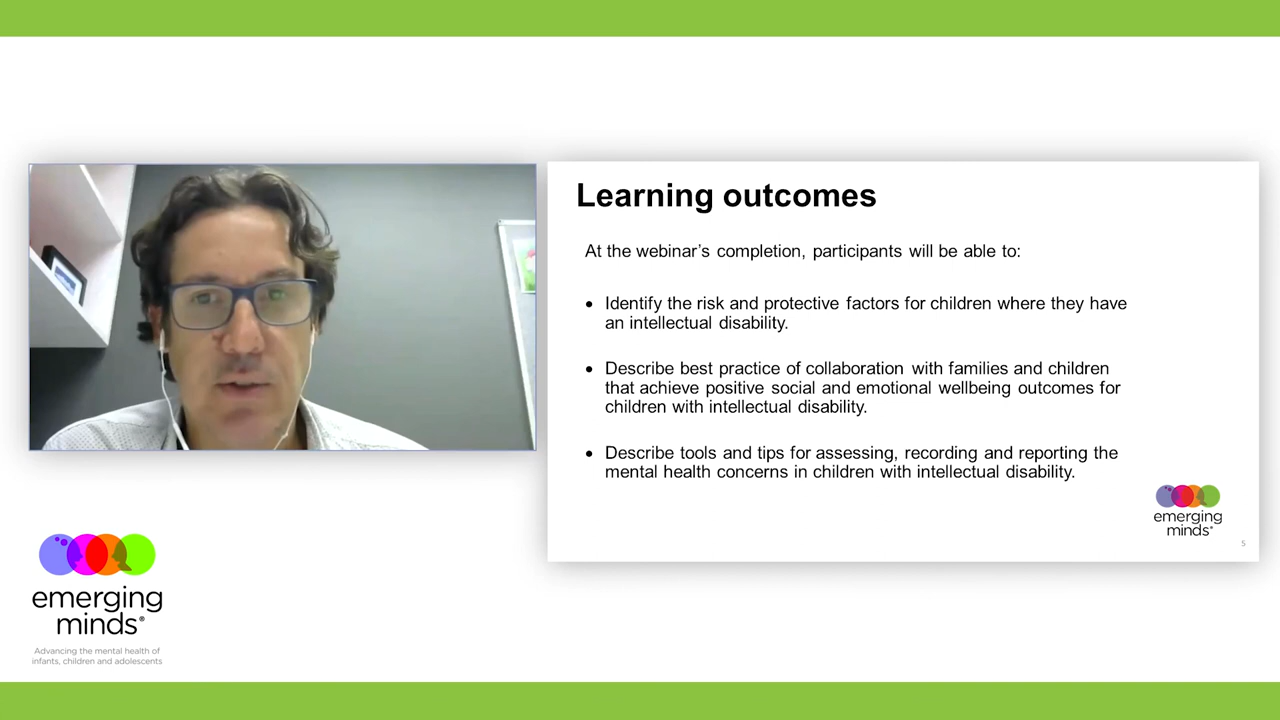 Learning outcomes
At the webinar’s completion, participants will be able to:
• Identify the risk and protective factors for children where they have
an intellectual disability.
• Describe best practice of collaboration with families and children
that achieve positive social and emotional wellbeing outcomes for
children with intellectual disability.
• Describe tools and tips for assessing, recording and reporting the
mental health concerns in children with intellectual disability.
emerging
minds®
5
emerging
minds®
Advancing the mental health of
infants, children and adolescents